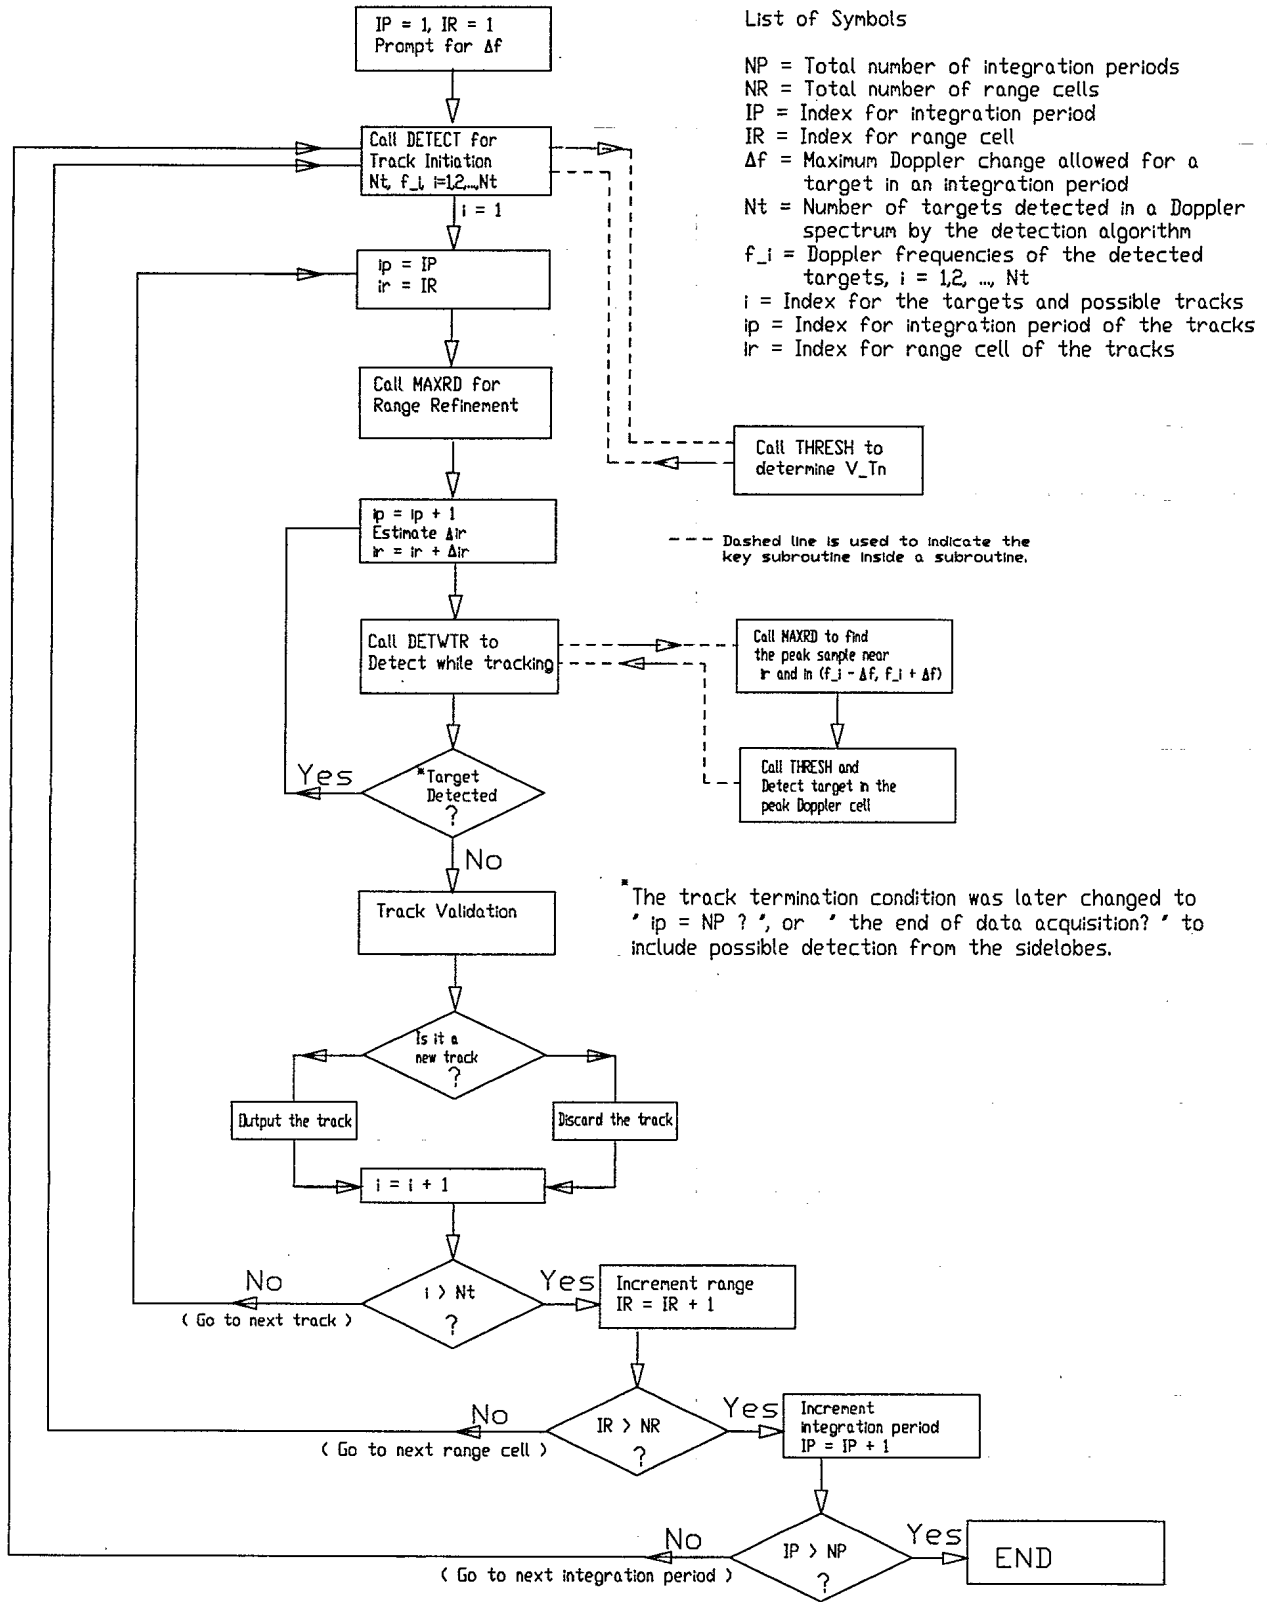 IP = 1, IR = 1
Prompt for Δf
Call DETECT for
Track Initiation
Nt, f_i, i=1,2,...,Nt
i = 1
ip = IP
ir = IR
Call MAXRD for
Range Refinement
ip = ip + 1
Estimate Δir
ir = ir + Δir
Call DETWTR to
Detect while tracking
Yes
*Target
Detected
?
No
Track Validation
Is it a
new track
?
Output the track
Discard the track
i = i + 1
No
( Go to next track )
i > Nt
?
Yes
Increment range
IR = IR + 1
No
( Go to next range cell )
IR > NR
?
Yes
Increment
integration period
IP = IP + 1
No
( Go to next integration period )
IP > NP
?
Yes
END
List of Symbols
NP = Total number of integration periods
NR = Total number of range cells
IP = Index for integration period
IR = Index for range cell
Δf = Maximum Doppler change allowed for a
target in an integration period
Nt = Number of targets detected in a Doppler
spectrum by the detection algorithm
f_i = Doppler frequencies of the detected
targets, i = 1,2, ..., Nt
i = Index for the targets and possible tracks
ip = Index for integration period of the tracks
ir = Index for range cell of the tracks
Call THRESH to
determine V_Tn
---- Dashed line is used to indicate the
key subroutine inside a subroutine.
Call MAXRD to find
the peak sample near
ir and in (f_i - Δf, f_i + Δf)
Call THRESH and
Detect target in the
peak Doppler cell
*The track termination condition was later changed to
' ip = NP ? ', or ' the end of data acquisition? ' to
include possible detection from the sidelobes.